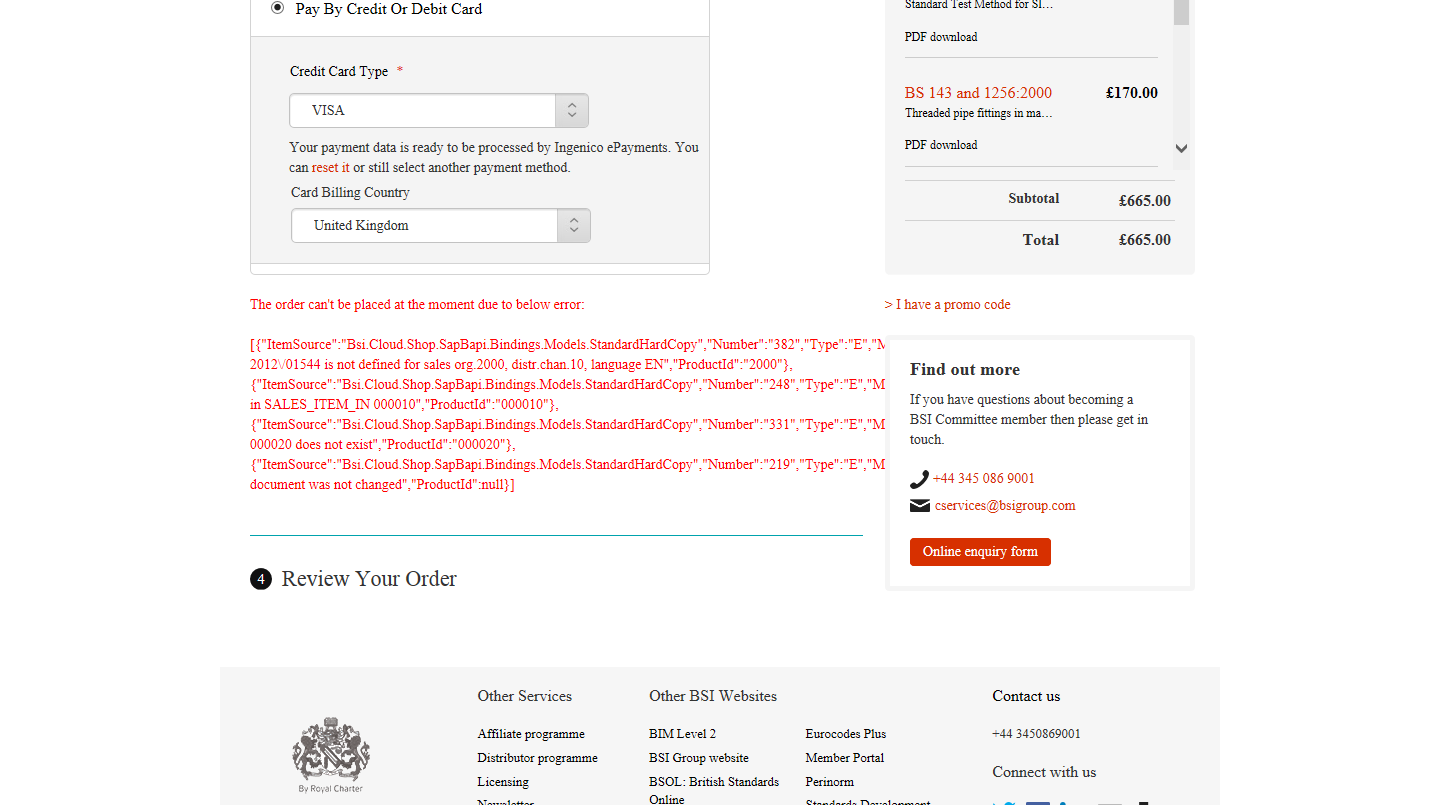 Pay By Credit Or Debit Card
Credit Card Type *
VISA
Your payment data is ready to be processed by Ingenico ePayments. You
can reset it or still select another payment method.
Card Billing Country
United Kingdom
The order can't be placed at the moment due to below error:
[{"ItemSource":"Bsi.Cloud.Shop.SapBapi.Bindings.Models.StandardHardCopy","Number":"382","Type":"E","M
2012\/01544 is not defined for sales org.2000, distr.chan.10, language EN","ProductId":"2000"},
{"ItemSource":"Bsi.Cloud.Shop.SapBapi.Bindings.Models.StandardHardCopy","Number":"248","Type":"E","M
in SALES_ITEM_IN 000010","ProductId":"000010"},
{"ItemSource":"Bsi.Cloud.Shop.SapBapi.Bindings.Models.StandardHardCopy","Number":"331","Type":"E","M
000020 does not exist","ProductId":"000020"},
{"ItemSource":"Bsi.Cloud.Shop.SapBapi.Bindings.Models.StandardHardCopy","Number":"219","Type":"E","M
document was not changed","ProductId":null}]
4 Review Your Order
Standard Test Method for Sl…
PDF download
BS 143 and 1256:2000 £170.00
Threaded pipe fittings in ma…
PDF download
Subtotal £665.00
Total £665.00
> I have a promo code
Find out more
If you have questions about becoming a
BSI Committee member then please get in
touch.
+44 345 086 9001
cservices@bsigroup.com
Online enquiry form
By Royal Charter
Other Services
Affiliate programme
Distributor programme
Licensing
Newsletter
Other BSI Websites
BIM Level 2
BSI Group website
BSOL: British Standards
Online
Eurocodes Plus
Member Portal
Perinorm
Standards Development
Contact us
+44 3450869001
Connect with us